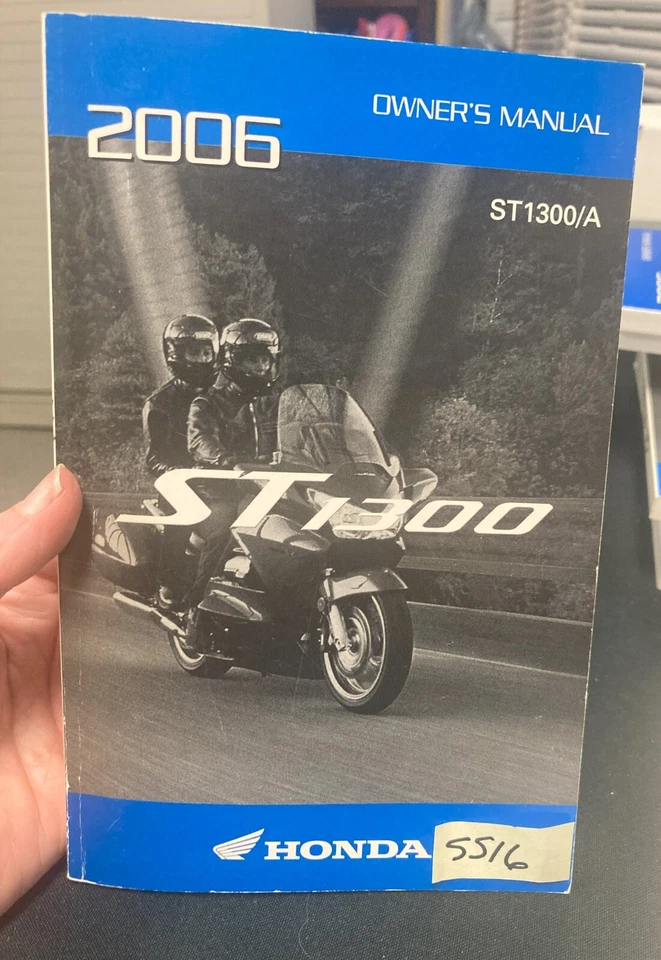 2006
OWNER'S MANUAL
ST1300/A
ST1300
HONDA
5516